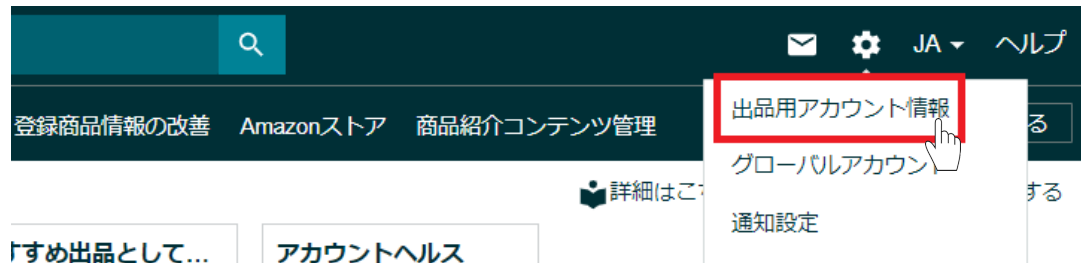 JA ヘルプ
登録商品情報の改善 Amazonストア 商品紹介コンテンツ管理
出品用アカウント情報
る
グローバルアカウント
詳細はこ
する
通知設定
すめ出品として... アカウントヘルス